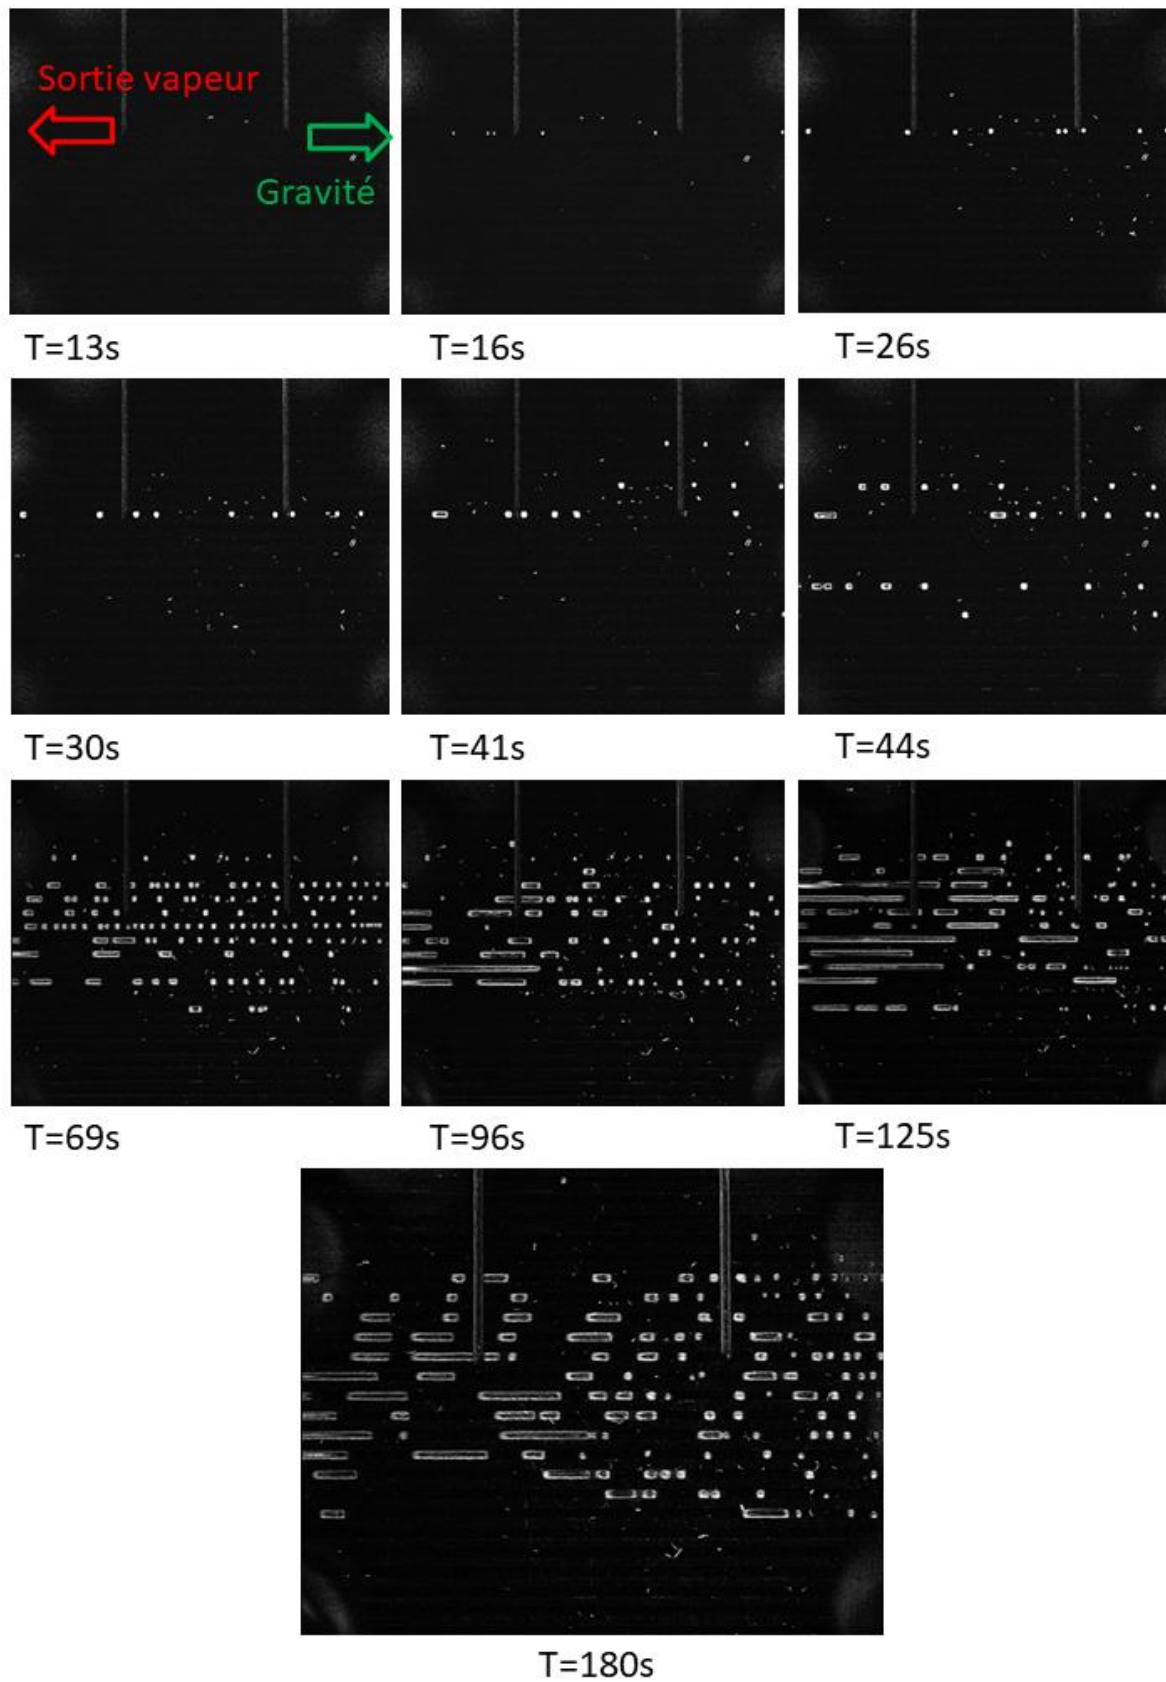 Sortie vapeur
Gravité
T=13s
T=16s
T=26s
T=30s
T=41s
T=44s
T=69s
T=96s
T=125s
T=180s